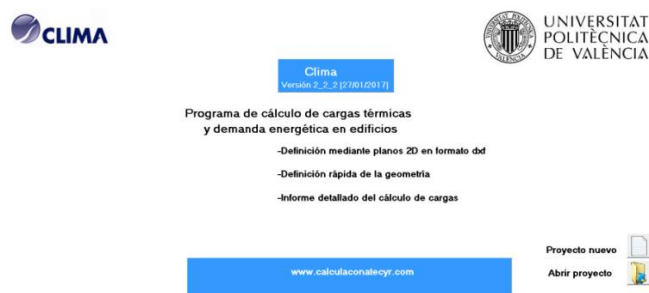 CLIMA
UNIVERSITAT
POLITÈCNICA
DE VALÈNCIA
Clima
Versión 2_2_2 [27/01/2017]
Programa de cálculo de cargas térmicas
y demanda energética en edificios
-Definición mediante planos 2D en formato dxf
-Definición rápida de la geometría
-Informe detallado del cálculo de cargas
Proyecto nuevo
www.calculaconatecyr.com
Abrir proyecto